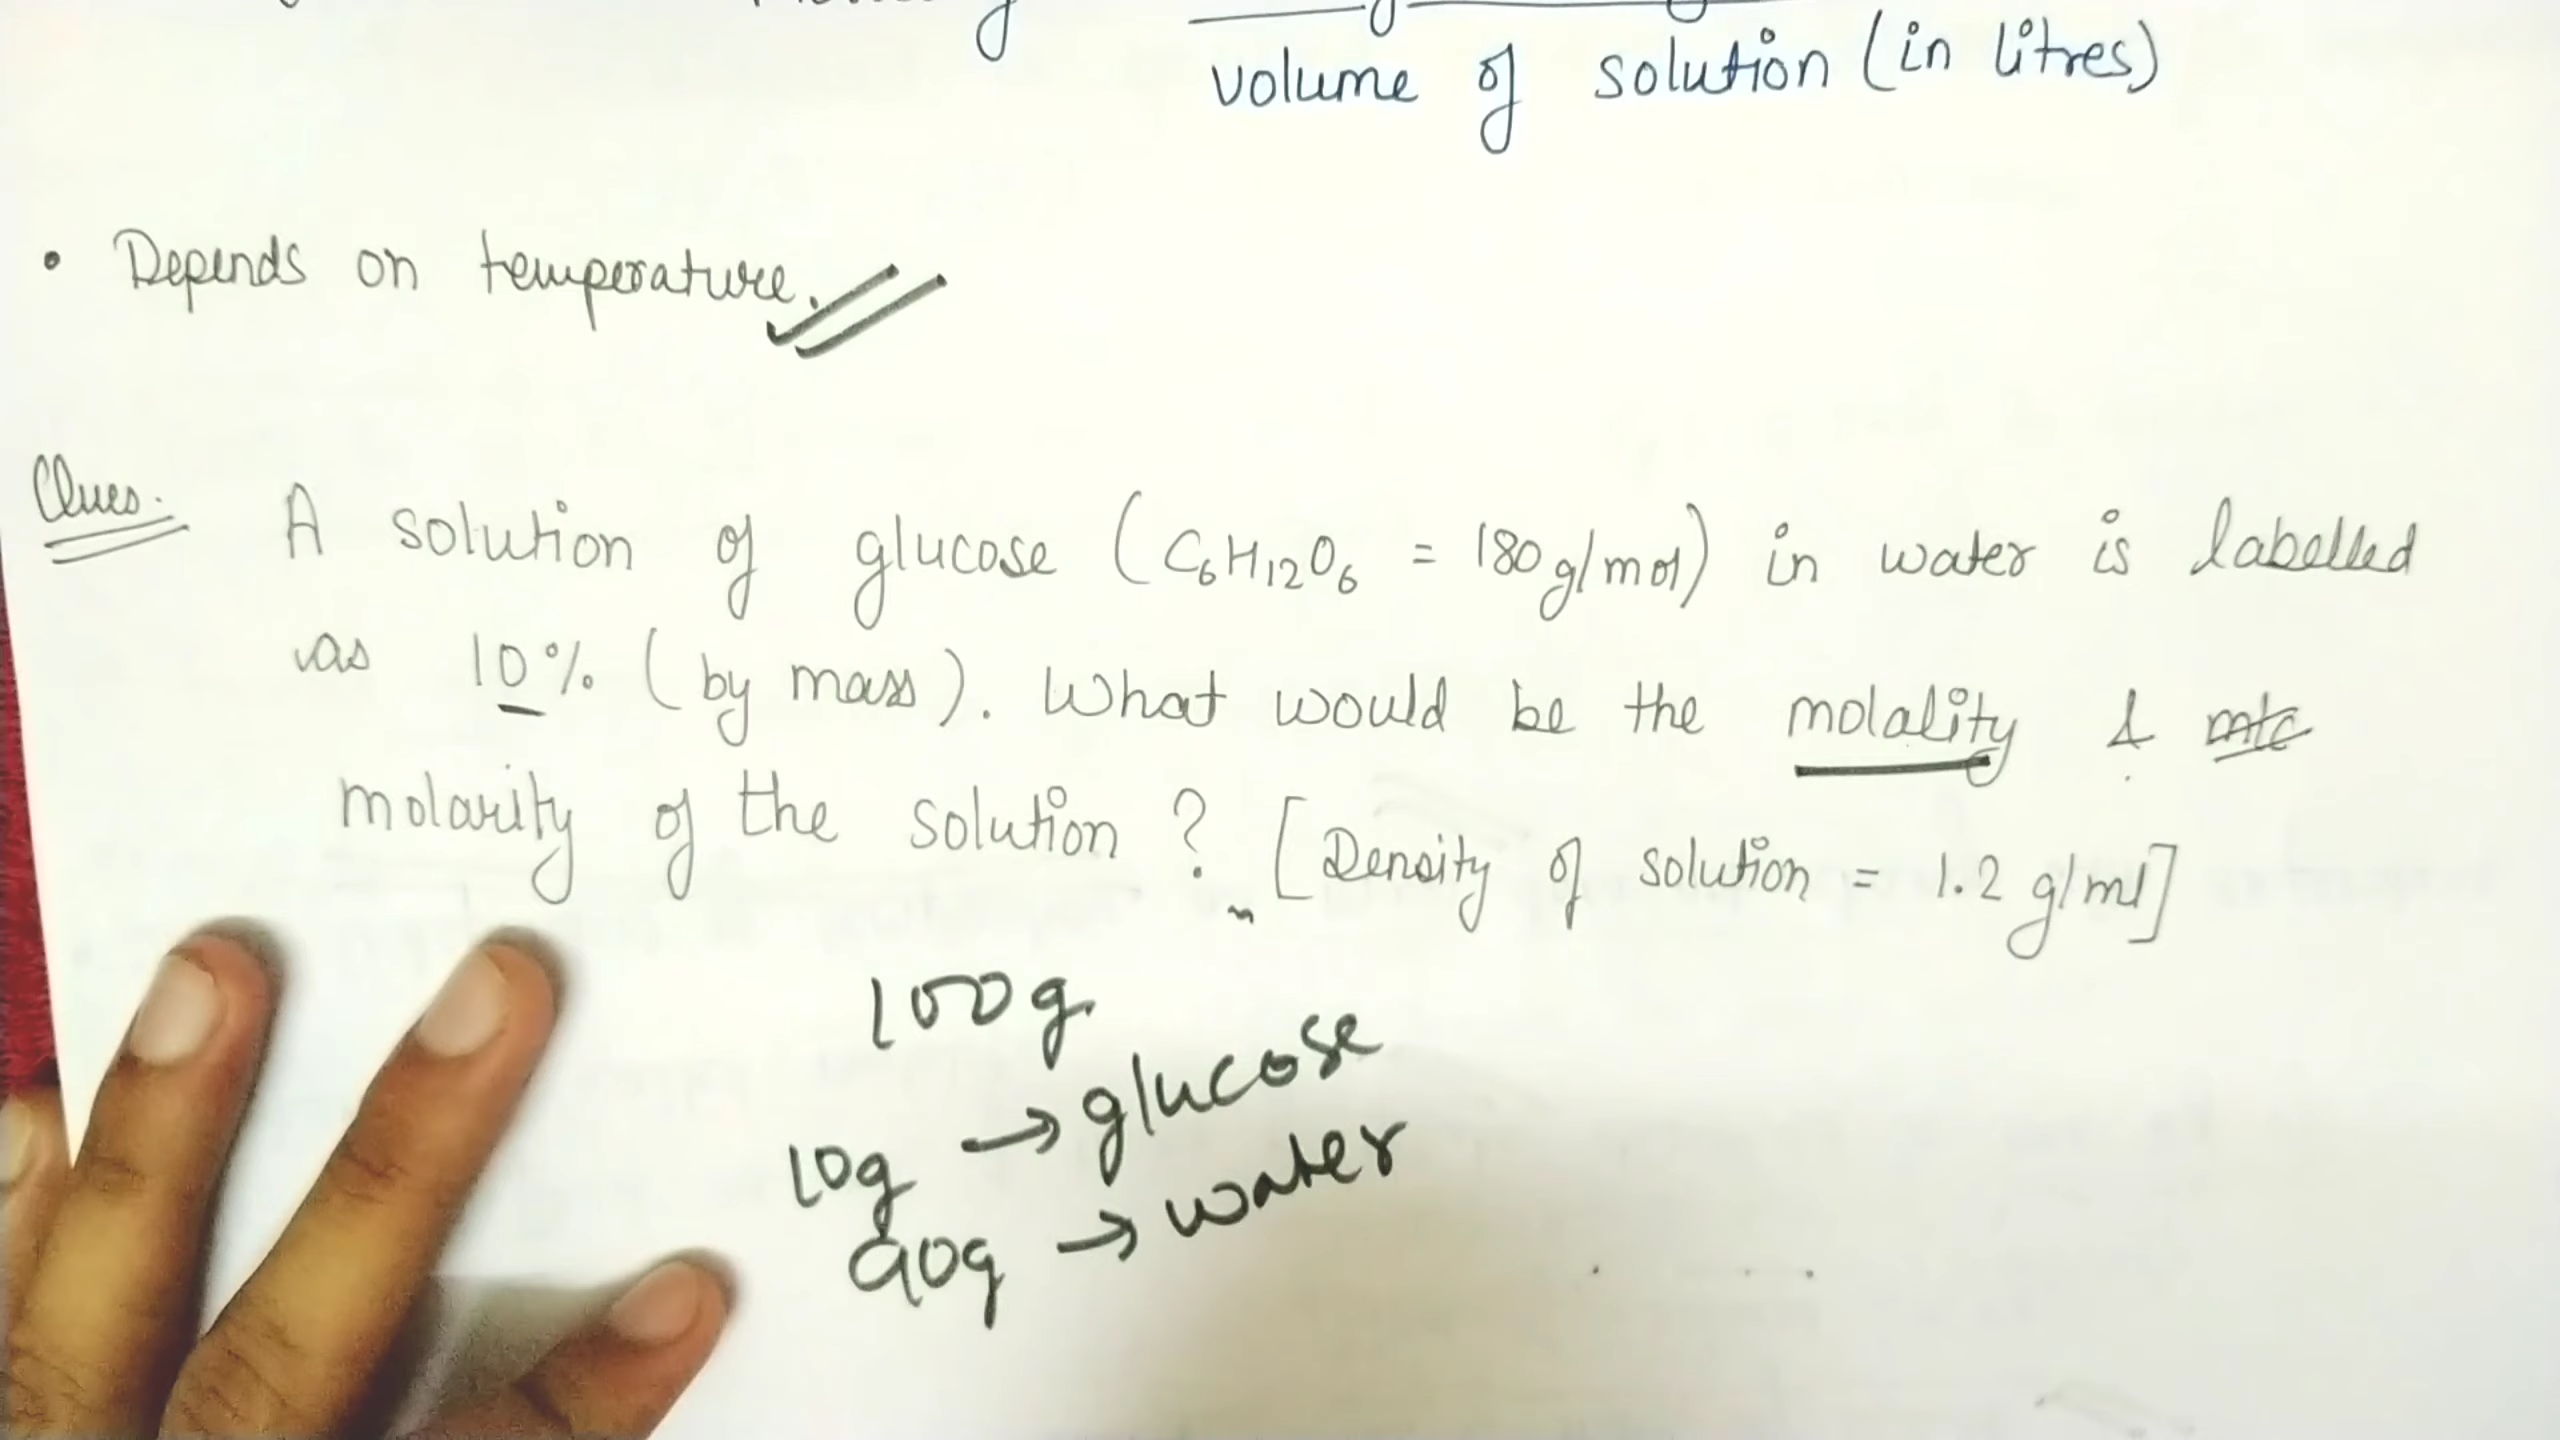 volume of solution (in litres)
• Depends on temperature.
Ques. A solution of glucose (C6H12O6 = 180g/mol) in water is labelled
as 10% (by mass). What would be the molality &
molarity of the solution? [Density of solution = 1.2 g/ml]
100g
10g → glucose
90g → water